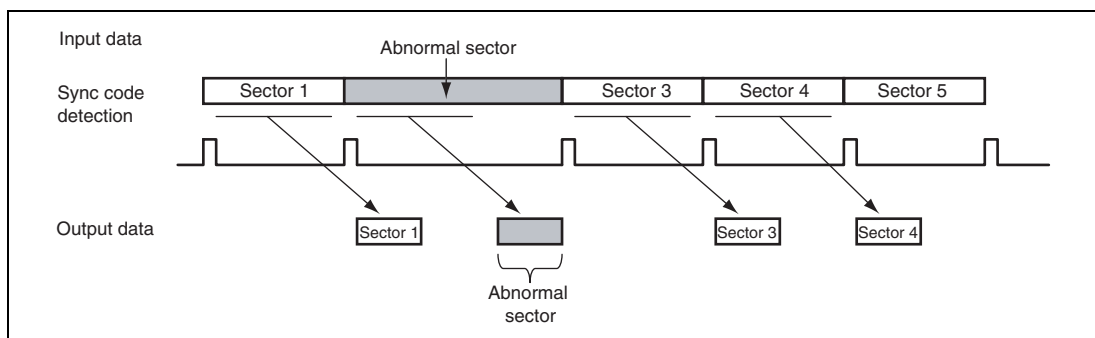 Input data
Abnormal sector
Sync code
detection
Sector 1
Sector 3
Sector 4
Sector 5
Output data
Sector 1
Sector 3
Sector 4
Abnormal
sector